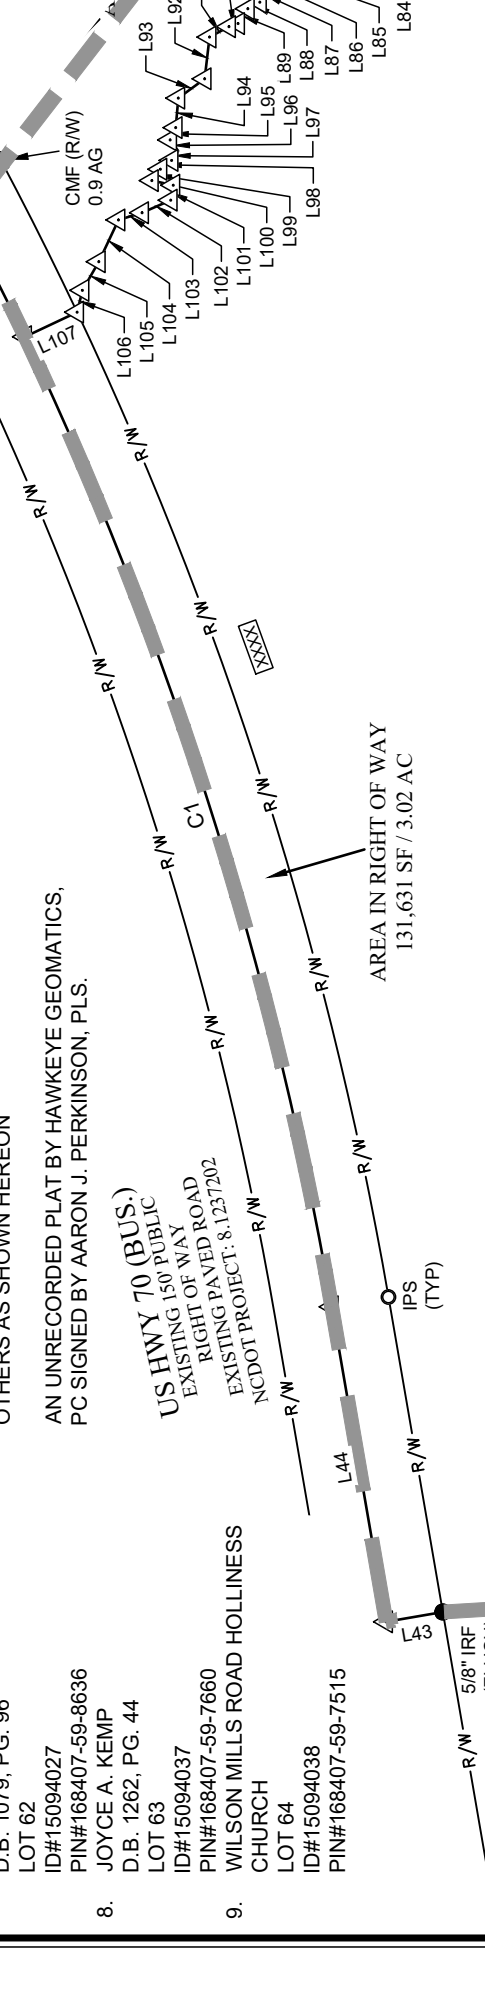 L93
L92
L84
L85
L86
L87
L88
L89
CMF (R/W)
0.9 AG
L94
L95
L96
L97
L98
L99
L100
L101
L102
L103
L104
L105
L106
L107
R/W
R/W
R/W
R/W
XXXX
R/W
R/W
C1
AREA IN RIGHT OF WAY
131,631 SF / 3.02 AC
R/W
R/W
R/W
R/W
R/W
R/W
R/W
OTHERS AS SHOWN HEREON
AN UNRECORDED PLAT BY HAWKEYE GEOMATICS,
PC SIGNED BY AARON J. PERKINSON, PLS.
US HWY 70 (BUS.)
EXISTING 150' PUBLIC
RIGHT OF WAY
EXISTING PAVED ROAD
NCDOT PROJECT: 8.1237202
IPS
(TYP)
L44
L43
5/8" IRF
D.B. 1079, PG. 96
LOT 62
ID#15094027
PIN#168407-59-8636
8. JOYCE A. KEMP
D.B. 1262, PG. 44
LOT 63
ID#15094037
PIN#168407-59-7660
9. WILSON MILLS ROAD HOLLINESS
CHURCH
LOT 64
ID#15094038
PIN#168407-59-7515
R/W